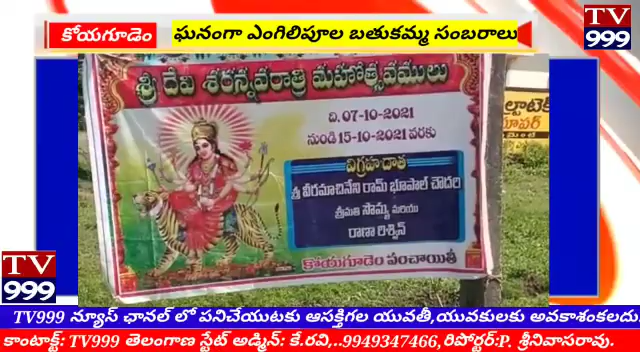 కోయగూడెం
ఘనంగా ఎంగిలిపూల బతుకమ్మ సంబరాలు
TV
999
శ్రీ దేవి శరన్నవరాత్రి మహోత్సవములు
ది. 07-10-2021
నుండి 15-10-2021 వరకు
విగ్రహదాత
శ్రీ వీరమాచినేని రామ్ భూపాల్ చౌదరి
శ్రీమతి సౌమ్య మరియు
రాణా రిశ్విన్
కోయగూడెం పంచాయితీ
TV
999
TV999 న్యూస్ ఛానల్ లో పనిచేయుటకు ఆసక్తిగల యువతీ,యువకులకు అవకాశంకలదు.
కాంటాక్ట్: TV999 తెలంగాణ స్టేట్ అడ్మిన్: కే.రవి,..9949347466,రిపోర్టర్:P. శ్రీనివాసరావు.